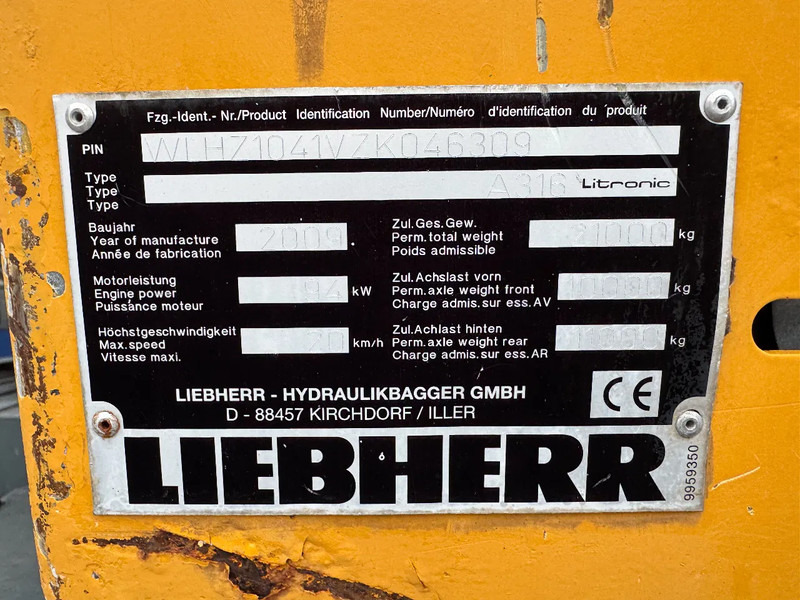 Fzg.-Ident.- Nr./Product Identification Number/Numéro d'identification du produit
PIN WLHZ1041VZK046309
Type
Type A316 Litronic
Type
Baujahr
Year of manufacture 2009
Année de fabrication
Zul.Ges.Gew.
Perm.total weight 21000 kg
Poids admissible
Motorleistung
Engine power 94 kW
Puissance moteur
Zul.Achslast vorn
Perm.axle weight front kg
Charge admis.sur ess.AV
Höchstgeschwindigkeit
Max.speed 20 km/h
Vitesse maxi.
Zul.Achlast hinten
Perm.axle weight rear kg
Charge admis.sur ess.AR
LIEBHERR - HYDRAULIKBAGGER GMBH
D - 88457 KIRCHDORF / ILLER
CE
LIEBHERR
9959350